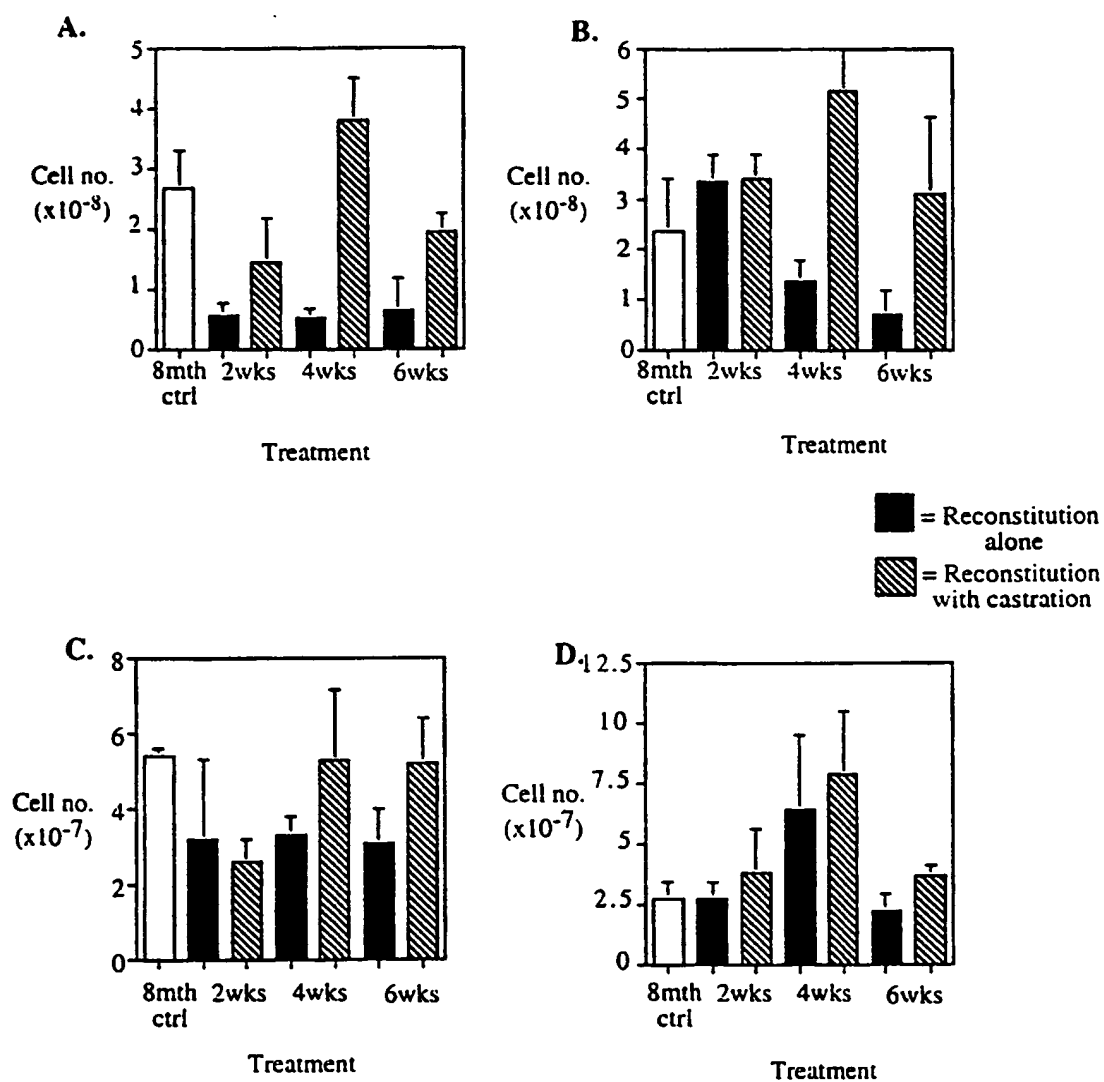 A.
5
4
3
2
1
0
Cell no.
(x10-8)
8mth 2wks 4wks 6wks
ctrl
Treatment
B.
6
5
4
3
2
1
0
Cell no.
(x10-8)
8mth 2wks 4wks 6wks
ctrl
Treatment
= Reconstitution
alone
= Reconstitution
with castration
C.
8
6
4
2
0
Cell no.
(x10-7)
8mth 2wks 4wks 6wks
ctrl
Treatment
D.
12.5
10
7.5
5
2.5
0
Cell no.
(x10-7)
8mth 2wks 4wks 6wks
ctrl
Treatment